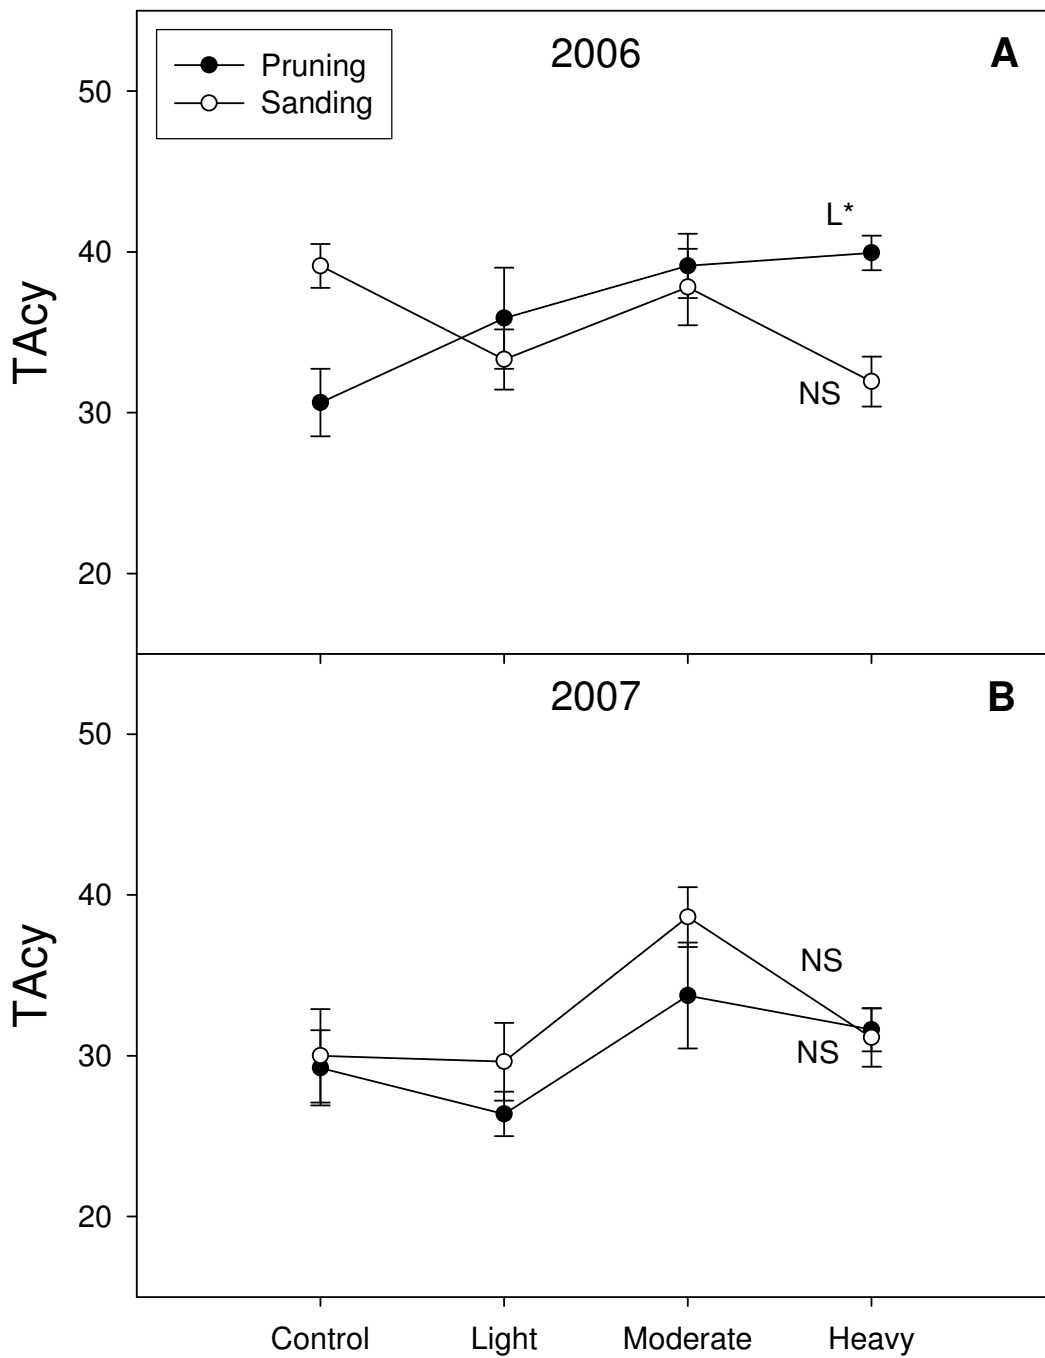 2006
A
Pruning
Sanding
50
40
30
20
TAcy
L*
NS
2007
B
50
40
30
20
TAcy
NS
NS
Control Light Moderate Heavy